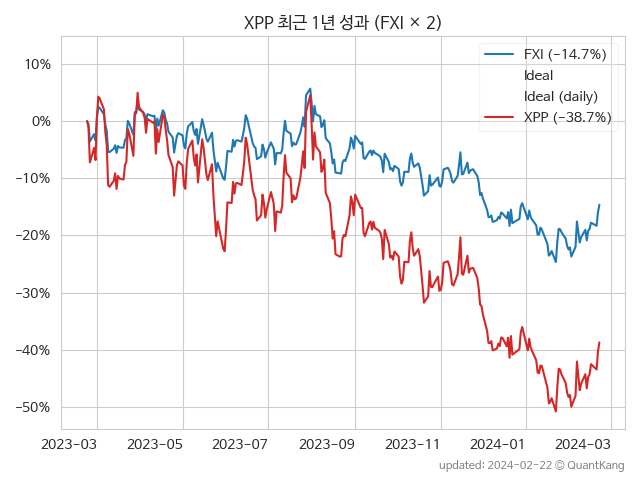 XPP 최근 1년 성과 (FXI × 2)
FXI (−14.7%)
Ideal
Ideal (daily)
XPP (−38.7%)
10%
0%
−10%
−20%
−30%
−40%
−50%
2023-03 2023-05 2023-07 2023-09 2023-11 2024-01 2024-03
updated: 2024-02-22 © QuantKang